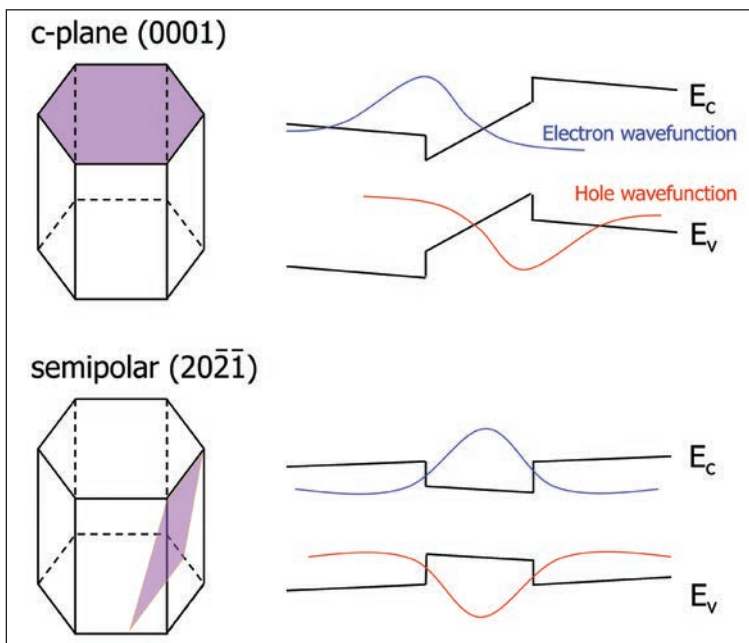 c-plane (0001)
E_c
Electron wavefunction
Hole wavefunction
E_v
semipolar (202̅1̅)
E_c
E_v